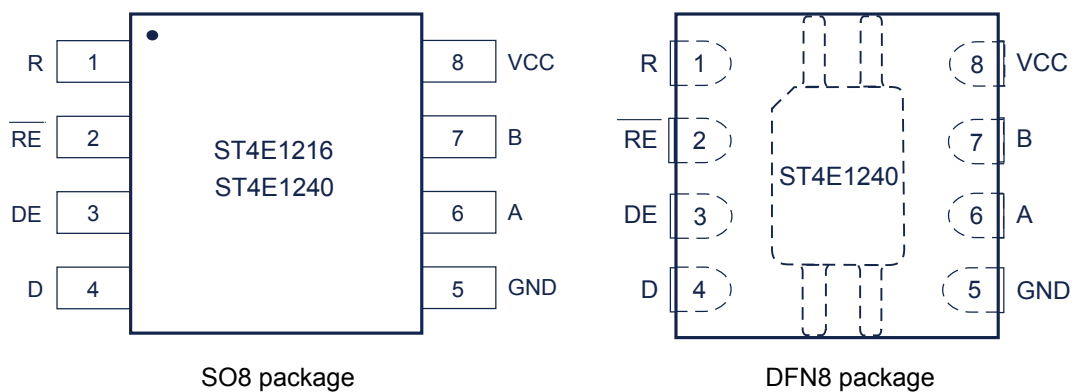 R 1 8 VCC
RE 2 7 B
DE 3 6 A
D 4 5 GND
ST4E1216
ST4E1240
SO8 package
R 1 8 VCC
RE 2 7 B
DE 3 6 A
D 4 5 GND
ST4E1240
DFN8 package